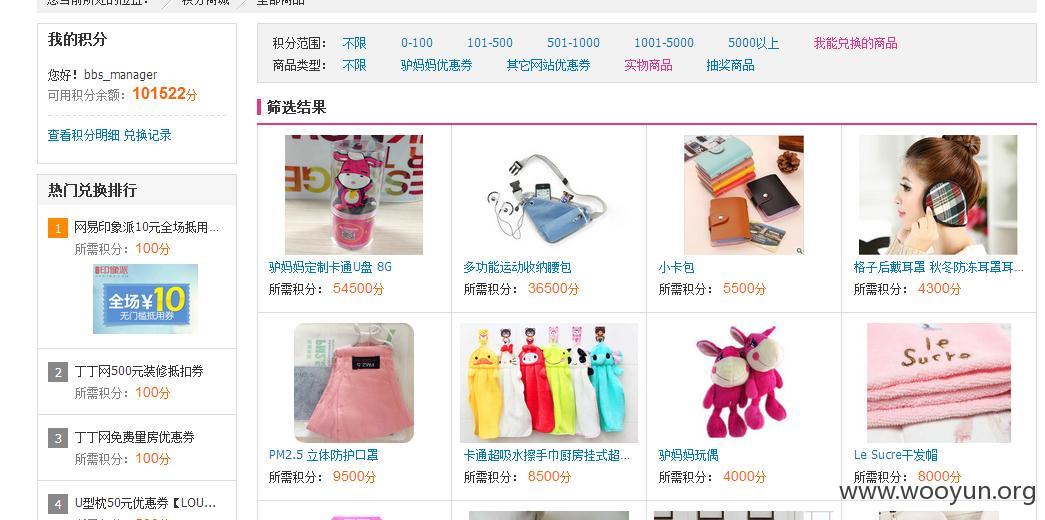 您当前所处的位置： 积分商城 全部商品
我的积分
您好！bbs_manager
可用积分余额：101522分
查看积分明细 兑换记录
热门兑换排行
1 网易印象派10元全场抵用...
所需积分：100分
印像派
全场¥10
无门槛抵用券
2 丁丁网500元装修抵扣券
所需积分：100分
3 丁丁网免费量房优惠券
所需积分：100分
4 U型枕50元优惠券【LOU...
积分范围： 不限 0-100 101-500 501-1000 1001-5000 5000以上 我能兑换的商品
商品类型： 不限 驴妈妈优惠券 其它网站优惠券 实物商品 抽奖商品
筛选结果
驴妈妈定制卡通U盘 8G
所需积分：54500分
多功能运动收纳腰包
所需积分：36500分
小卡包
所需积分：5500分
格子后戴耳罩 秋冬防冻耳罩耳...
所需积分：4300分
PM2.5
le Sucre
PM2.5 立体防护口罩
所需积分：9500分
卡通超吸水擦手巾厨房挂式超...
所需积分：8500分
驴妈妈玩偶
所需积分：4000分
Le Sucre干发帽
所需积分：8000分
www.wooyun.org